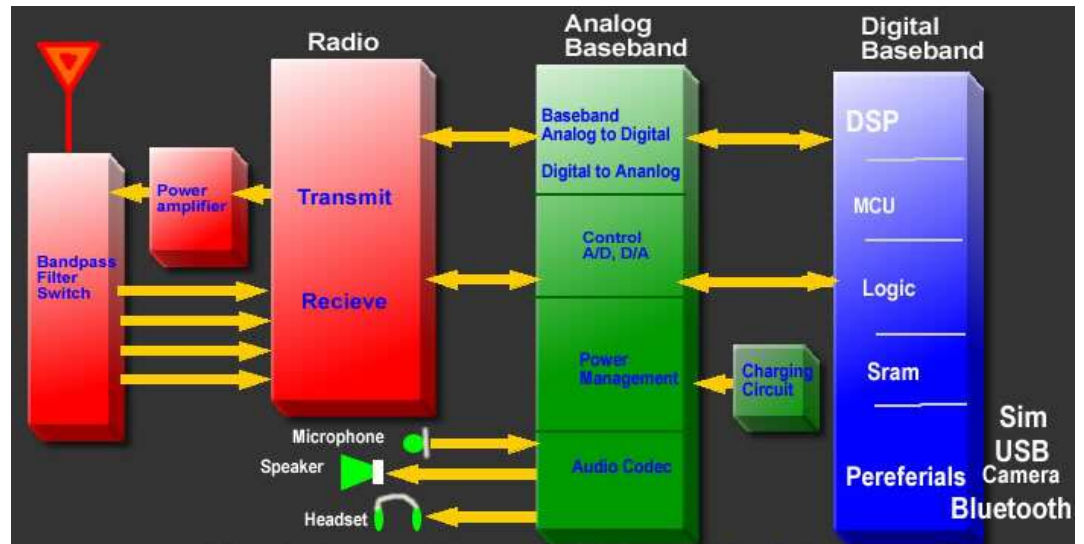 Radio
Analog
Baseband
Digital
Baseband
Bandpass
Filter
Switch
Power
amplifier
Transmit
Recieve
Baseband
Analog to Digital
Digital to Ananlog
Control
A/D, D/A
Power
Management
Audio Codec
Charging
Circuit
Microphone
Speaker
Headset
DSP
MCU
Logic
Sram
Pereferials
Sim
USB
Camera
Bluetooth